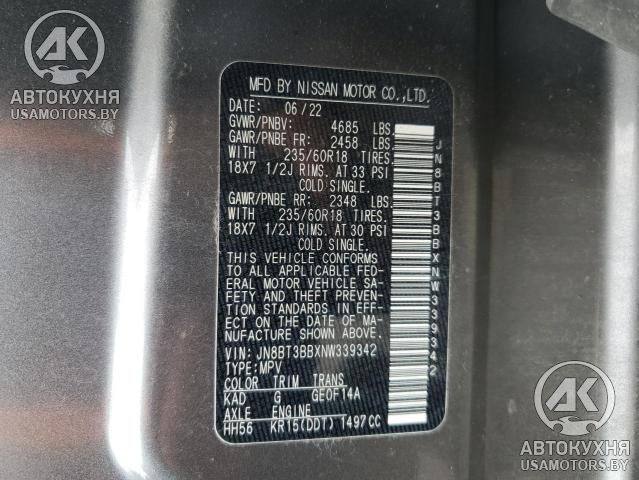 АК
АВТОКУХНЯ
USAMOTORS.BY
MFD BY NISSAN MOTOR CO.,LTD.
DATE: 06/22
GVWR/PNBV: 4685 LBS.
GAWR/PNBE FR: 2458 LBS.
WITH 235/60R18 TIRES.
18X7 1/2J RIMS. AT 33 PSI
COLD SINGLE.
GAWR/PNBE RR: 2348 LBS.
WITH 235/60R18 TIRES.
18X7 1/2J RIMS. AT 30 PSI
COLD SINGLE.
THIS VEHICLE CONFORMS
TO ALL APPLICABLE FED-
ERAL MOTOR VEHICLE SA-
FETY AND THEFT PREVEN-
TION STANDARDS IN EFF-
ECT ON THE DATE OF
MANUFACTURE SHOWN ABOVE.
VIN: JN8BT3BBXNW339342
TYPE:MPV
COLOR TRIM TRANS
KAD G GE0F14A
AXLE ENGINE
HH56 KR15(DDT) 1497CC
JN8BT3BBXNW339342
АК
АВТОКУХНЯ
USAMOTORS.BY